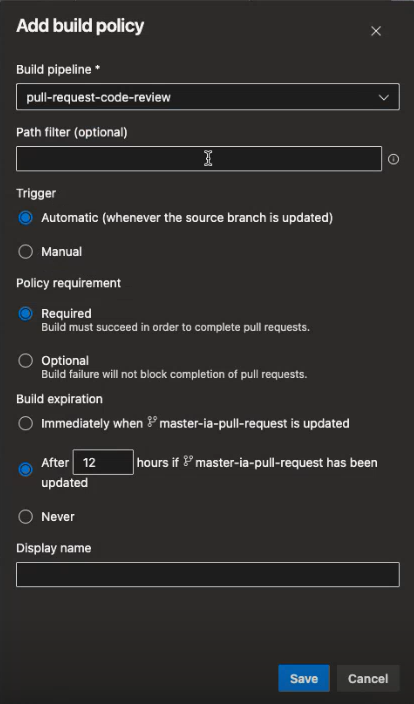 Add build policy
Build pipeline *
pull-request-code-review
Path filter (optional)
Trigger
Automatic (whenever the source branch is updated)
Manual
Policy requirement
Required
Build must succeed in order to complete pull requests.
Optional
Build failure will not block completion of pull requests.
Build expiration
Immediately when master-ia-pull-request is updated
After 12 hours if master-ia-pull-request has been
updated
Never
Display name
Save Cancel